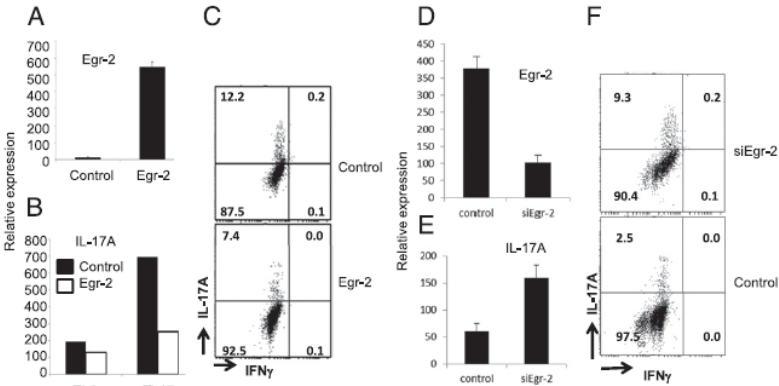 A
Egr-2
700
600
500
400
300
200
100
0
Control
Egr-2
Relative expression
B
IL-17A
Control
Egr-2
800
700
600
500
400
300
200
100
0
C
12.2
0.2
87.5
0.1
Control
7.4
0.0
92.5
0.1
Egr-2
IL-17A
IFNγ
D
Egr-2
450
400
350
300
250
200
150
100
50
0
control
siEgr-2
Relative expression
E
IL-17A
200
150
100
50
0
control
siEgr-2
F
9.3
0.2
90.4
0.1
siEgr-2
2.5
0.0
97.5
0.0
Control
IL-17A
IFNγ